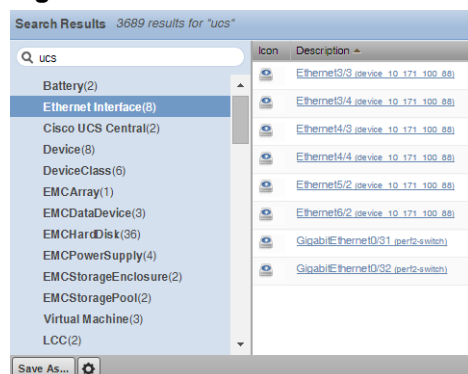 Search Results 3689 results for "ucs"
ucs
Battery(2)
Ethernet Interface(8)
Cisco UCS Central(2)
Device(8)
DeviceClass(6)
EMCArray(1)
EMCDataDevice(3)
EMCHardDisk(36)
EMCPowerSupply(4)
EMCStorageEnclosure(2)
EMCStoragePool(2)
Virtual Machine(3)
LCC(2)
Save As...
Icon Description
Ethernet3/3 (device 10 171 100 88)
Ethernet3/4 (device 10 171 100 88)
Ethernet4/3 (device 10 171 100 88)
Ethernet4/4 (device 10 171 100 88)
Ethernet5/2 (device 10 171 100 88)
Ethernet6/2 (device 10 171 100 88)
GigabitEthernet0/31 (perf2-switch)
GigabitEthernet0/32 (perf2-switch)